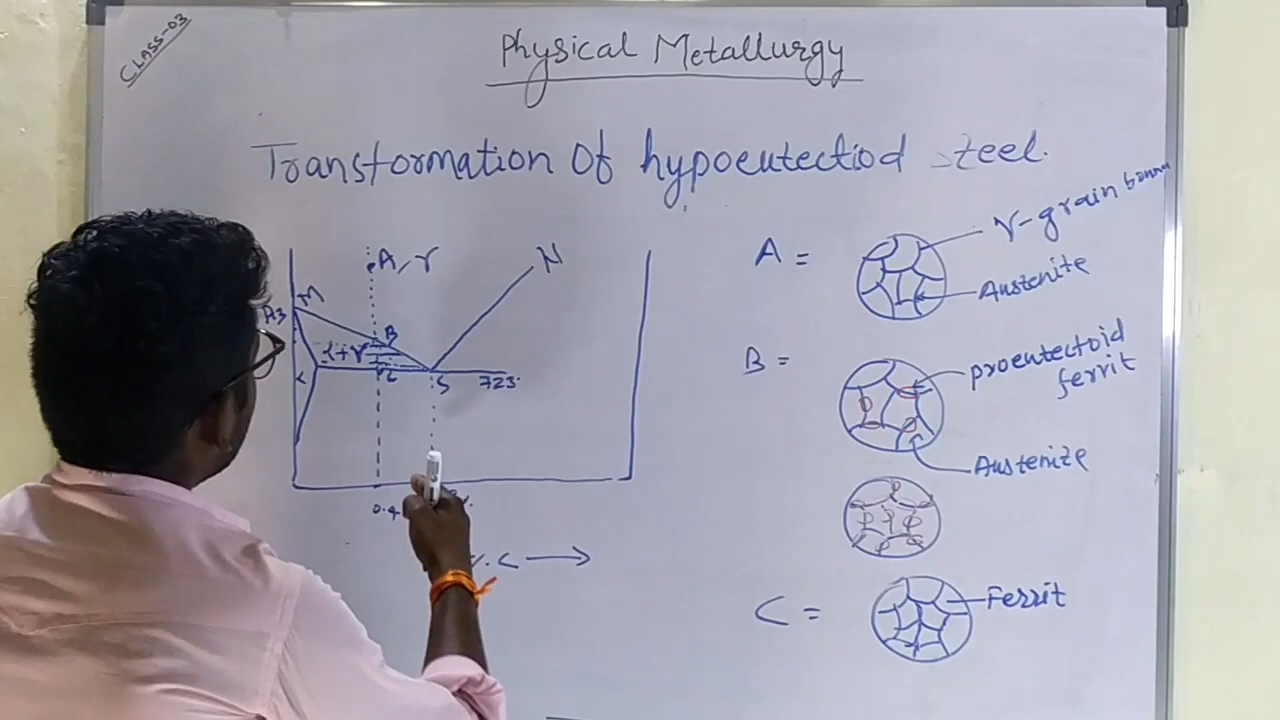 CLASS-03
Physical Metallurgy
Transformation Of hypoeutectiod steel.
A, γ
N
M
A3
B
α+γ
C
S
723°
0.4
%.C →
A =
γ-grain boun
Austenite
B =
proeutectoid
ferrit
Austenite
C =
Ferrit